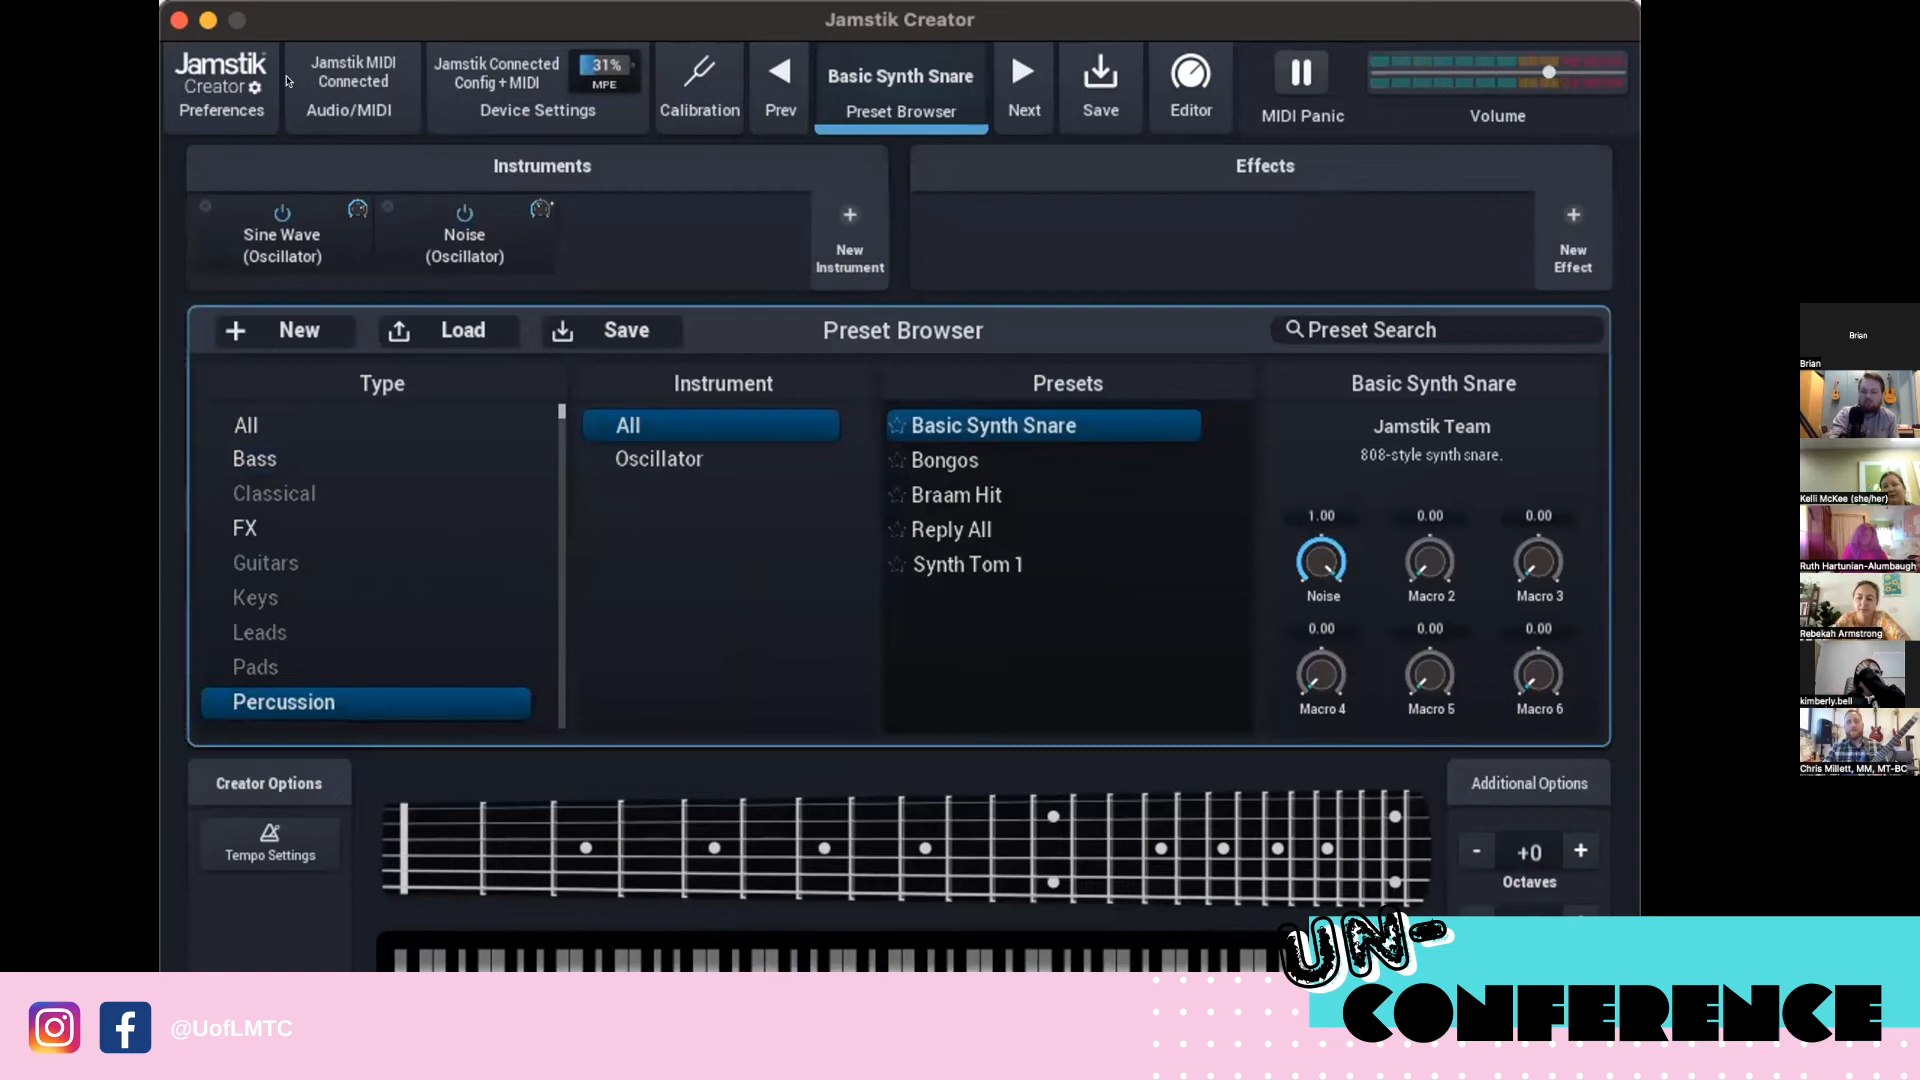 Jamstik Creator
Jamstik
Creator
Preferences
Jamstik MIDI
Connected
Audio/MIDI
Jamstik Connected
Config + MIDI
31%
MPE
Device Settings
Calibration
Prev
Basic Synth Snare
Preset Browser
Next
Save
Editor
MIDI Panic
Volume
Instruments
Effects
Sine Wave
(Oscillator)
Noise
(Oscillator)
+
New
Instrument
+
New
Effect
+ New
Load
Save
Preset Browser
Preset Search
Type
Instrument
Presets
Basic Synth Snare
All
Bass
Classical
FX
Guitars
Keys
Leads
Pads
Percussion
All
Oscillator
Basic Synth Snare
Bongos
Braam Hit
Reply All
Synth Tom 1
Jamstik Team
808-style synth snare.
1.00
0.00
0.00
Noise
Macro 2
Macro 3
0.00
0.00
0.00
Macro 4
Macro 5
Macro 6
Creator Options
Tempo Settings
Additional Options
- +0 +
Octaves
Brian
Brian
Kelli McKee (she/her)
Ruth Hartunian-Alumbaugh
Rebekah Armstrong
kimberly.bell
Chris Millett, MM, MT-BC
@UofLMTC
UN-
CONFERENCE